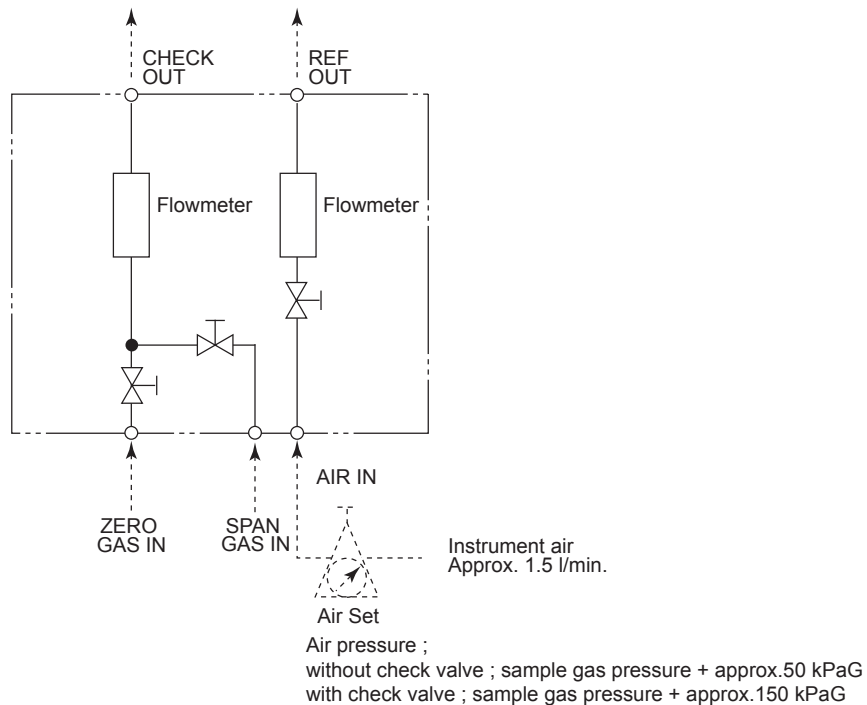 CHECK
OUT
REF
OUT
Flowmeter
Flowmeter
AIR IN
ZERO
GAS IN
SPAN
GAS IN
Instrument air
Approx. 1.5 l/min.
Air Set
Air pressure ;
without check valve ; sample gas pressure + approx.50 kPaG
with check valve ; sample gas pressure + approx.150 kPaG